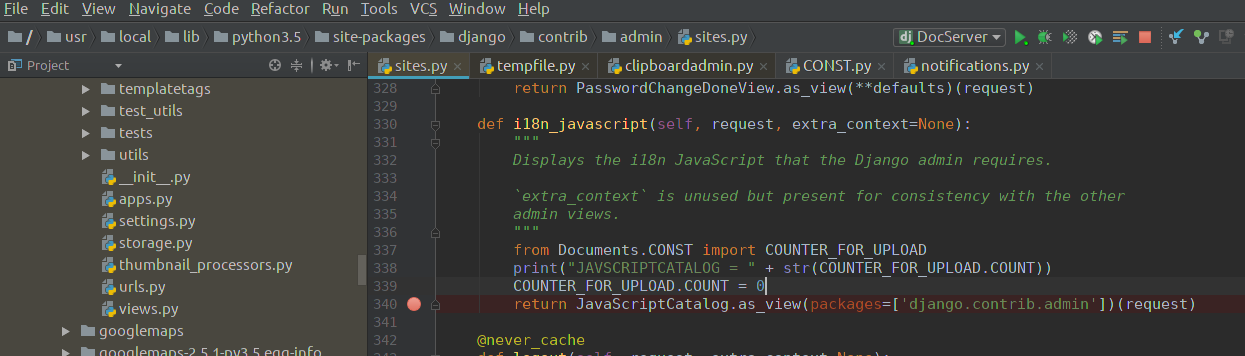 File Edit View Navigate Code Refactor Run Tools VCS Window Help
/ usr local lib python3.5 site-packages django contrib admin sites.py DocServer
Project
sites.py tempfile.py clipboardadmin.py CONST.py notifications.py
templatetags
test_utils
tests
utils
__init__.py
apps.py
settings.py
storage.py
thumbnail_processors.py
urls.py
views.py
googlemaps
googlemaps-2.5.1-py3.5.egg-info
328 return PasswordChangeDoneView.as_view(**defaults)(request)
329
330 def i18n_javascript(self, request, extra_context=None):
331 """
332 Displays the i18n JavaScript that the Django admin requires.
333
334 `extra_context` is unused but present for consistency with the other
335 admin views.
336 """
337 from Documents.CONST import COUNTER_FOR_UPLOAD
338 print("JAVSCRIPTCATALOG = " + str(COUNTER_FOR_UPLOAD.COUNT))
339 COUNTER_FOR_UPLOAD.COUNT = 0
340 return JavaScriptCatalog.as_view(packages=['django.contrib.admin'])(request)
341
342 @never_cache
343 def logout(self, request, extra_context=None):